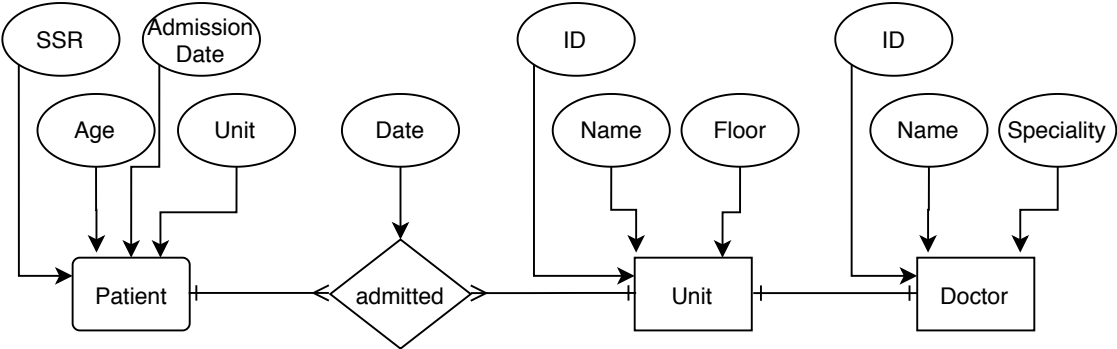 SSR
Admission
Date
ID
ID
Age
Unit
Date
Name
Floor
Name
Speciality
Patient
admitted
Unit
Doctor